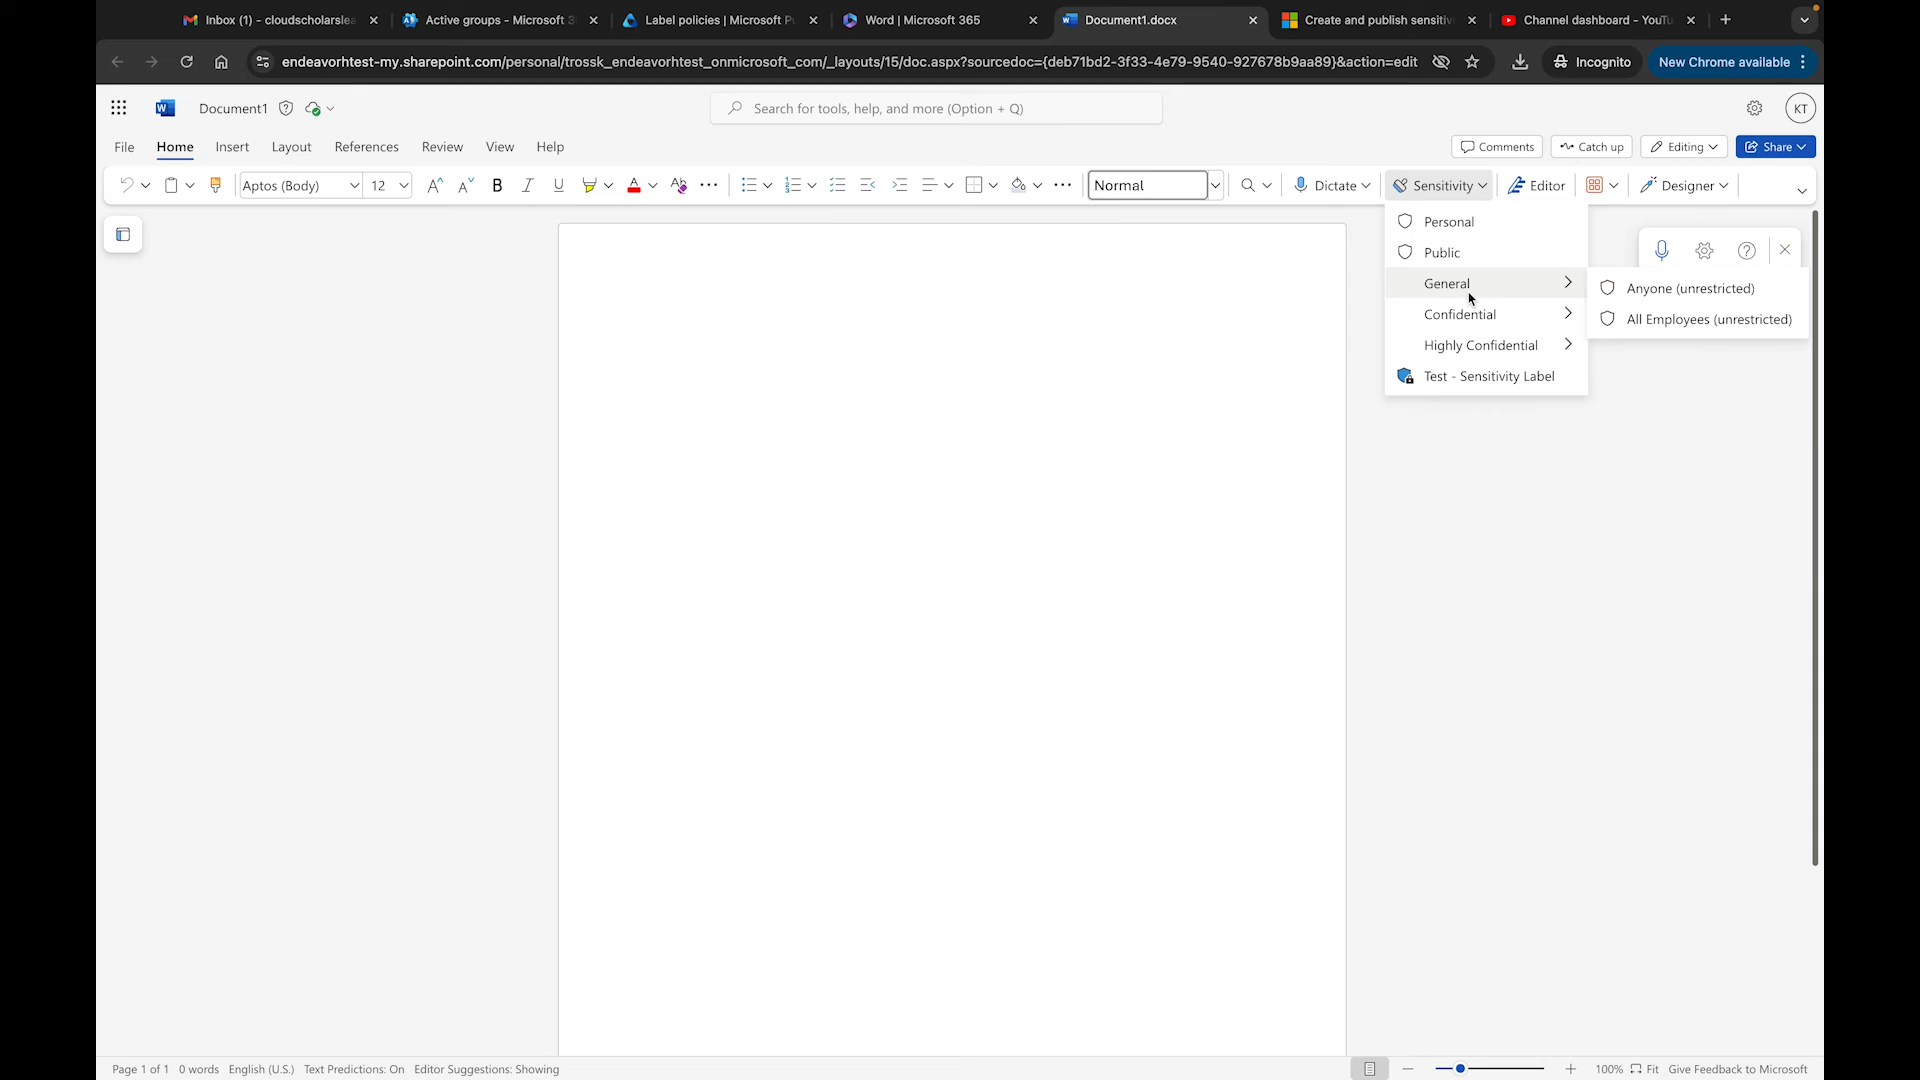 Inbox (1) - cloudscholarslea
Active groups - Microsoft 3
Label policies | Microsoft Pu
Word | Microsoft 365
Document1.docx
Create and publish sensitivi
Channel dashboard - YouTu
endeavorhtest-my.sharepoint.com/personal/trossk_endeavorhtest_onmicrosoft_com/_layouts/15/doc.aspx?sourcedoc={deb71bd2-3f33-4e79-9540-927678b9aa89}&action=edit
Incognito
New Chrome available
W
Document1
Search for tools, help, and more (Option + Q)
KT
File
Home
Insert
Layout
References
Review
View
Help
Comments
Catch up
Editing
Share
Aptos (Body)
12
Normal
Dictate
Sensitivity
Editor
Designer
Personal
Public
General
Confidential
Highly Confidential
Test - Sensitivity Label
Anyone (unrestricted)
All Employees (unrestricted)
Page 1 of 1
0 words
English (U.S.)
Text Predictions: On
Editor Suggestions: Showing
100%
Fit
Give Feedback to Microsoft